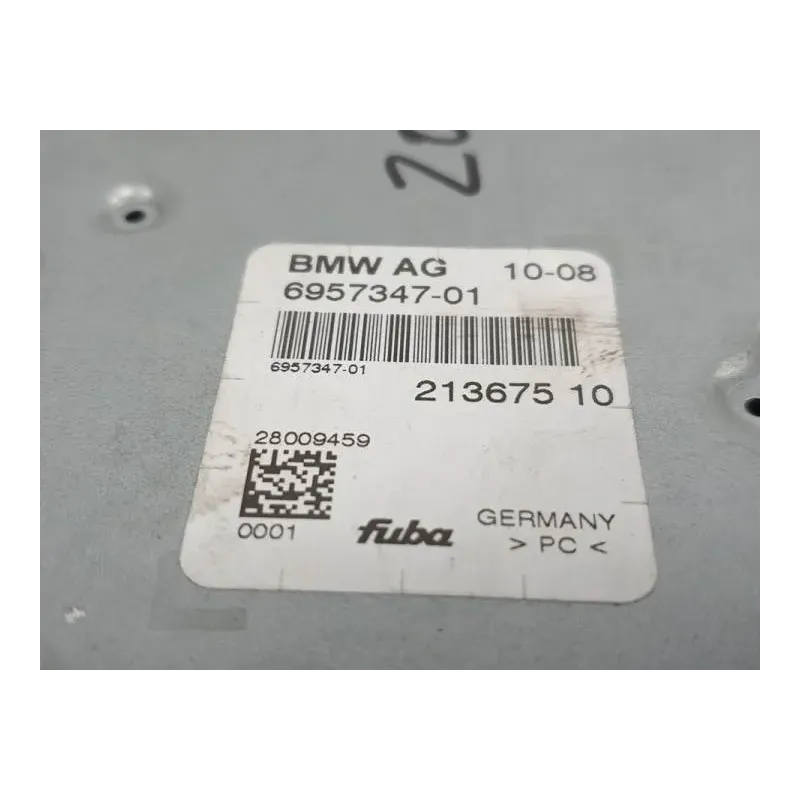 BMW AG 10-08
6957347-01
6957347-01
213675 10
28009459
0001 fuba GERMANY
> PC <